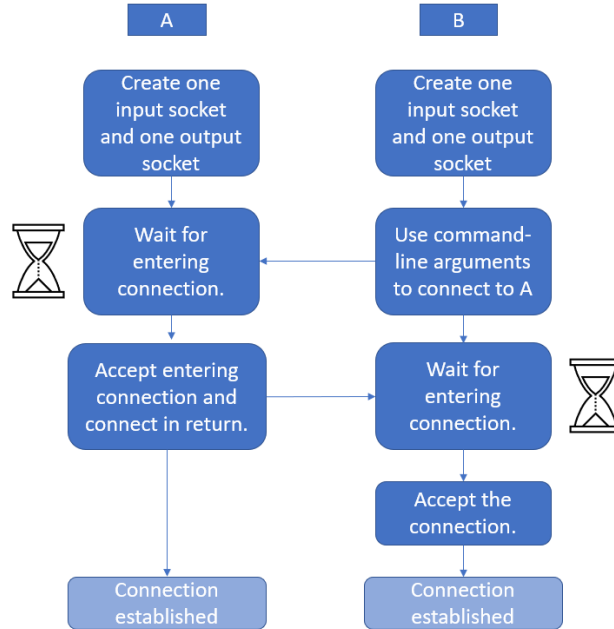 A
B
Create one
input socket
and one output
socket
Create one
input socket
and one output
socket
Wait for
entering
connection.
Use command-
line arguments
to connect to A
Accept entering
connection and
connect in return.
Wait for
entering
connection.
Accept the
connection.
Connection
established
Connection
established